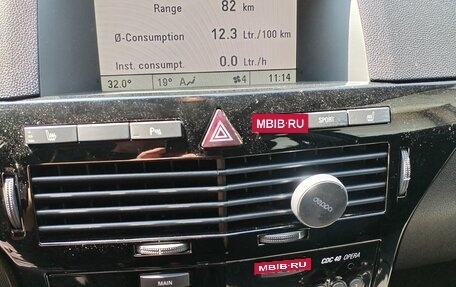 Range 82 km
Ø-Consumption 12.3 Ltr./100 km
Inst. consumpt. 0.0 Ltr./h
32.0° 19° A 4 11:14
P MBIB.RU SPORT
CDC 40 OPERA
MBIB.RU
MAIN